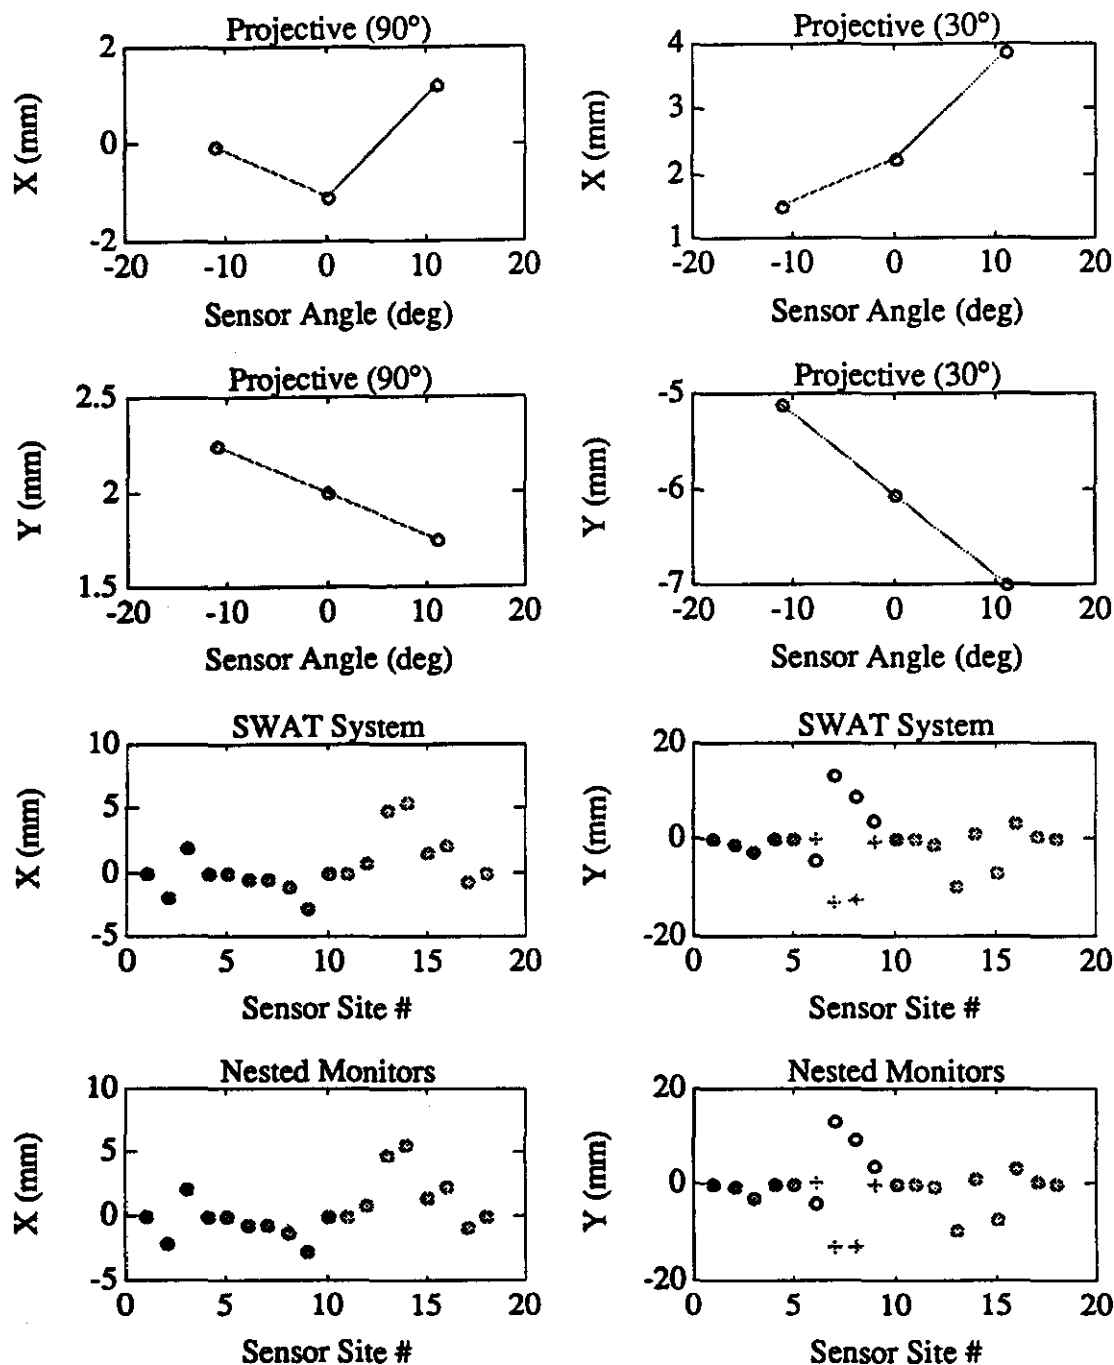 Projective (90°)
2
0
-2
X (mm)
-20 -10 0 10 20
Sensor Angle (deg)
Projective (30°)
4
3
2
1
X (mm)
-20 -10 0 10 20
Sensor Angle (deg)
Projective (90°)
2.5
2
1.5
Y (mm)
-20 -10 0 10 20
Sensor Angle (deg)
Projective (30°)
-5
-6
-7
Y (mm)
-20 -10 0 10 20
Sensor Angle (deg)
SWAT System
10
5
0
-5
X (mm)
0 5 10 15 20
Sensor Site #
SWAT System
20
0
-20
Y (mm)
0 5 10 15 20
Sensor Site #
Nested Monitors
10
5
0
-5
X (mm)
0 5 10 15 20
Sensor Site #
Nested Monitors
20
0
-20
Y (mm)
0 5 10 15 20
Sensor Site #